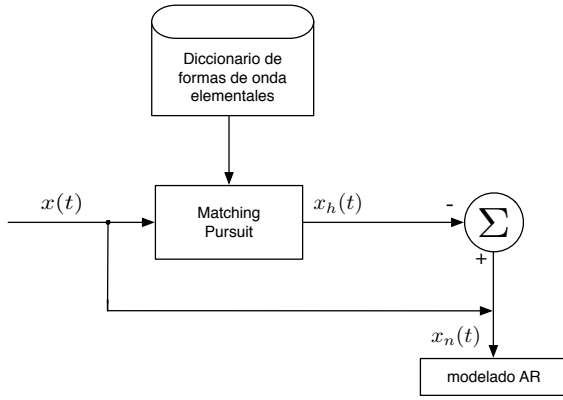 Diccionario de
formas de onda
elementales
x(t)
Matching
Pursuit
x_h(t)
-
Σ
+
x_n(t)
modelado AR